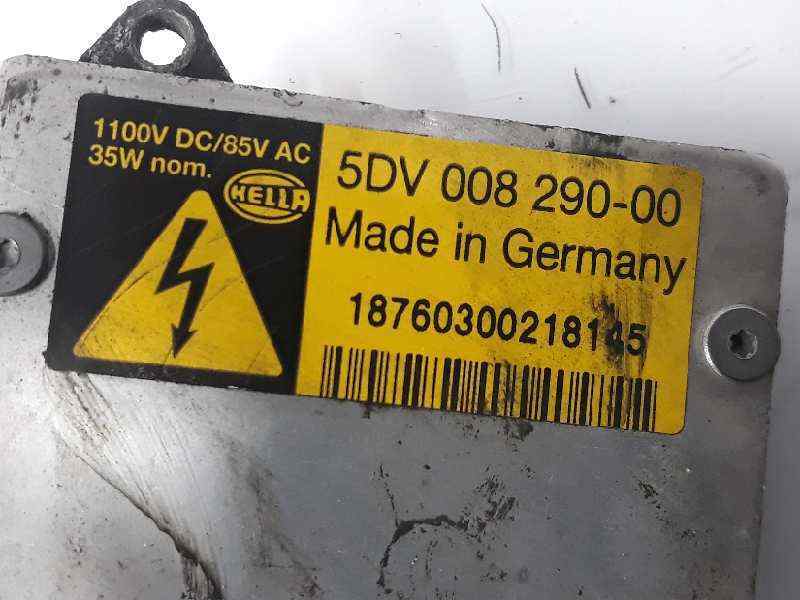 1100V DC/85V AC
35W nom.
HELLA
5DV 008 290-00
Made in Germany
18760300218145